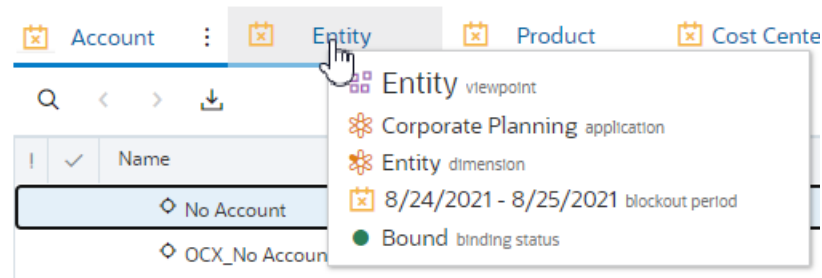 Account Entity Product Cost Cente
Entity viewpoint
Corporate Planning application
! Name
Entity dimension
8/24/2021 - 8/25/2021 blockout period
No Account
Bound binding status
OCX_No Accoun